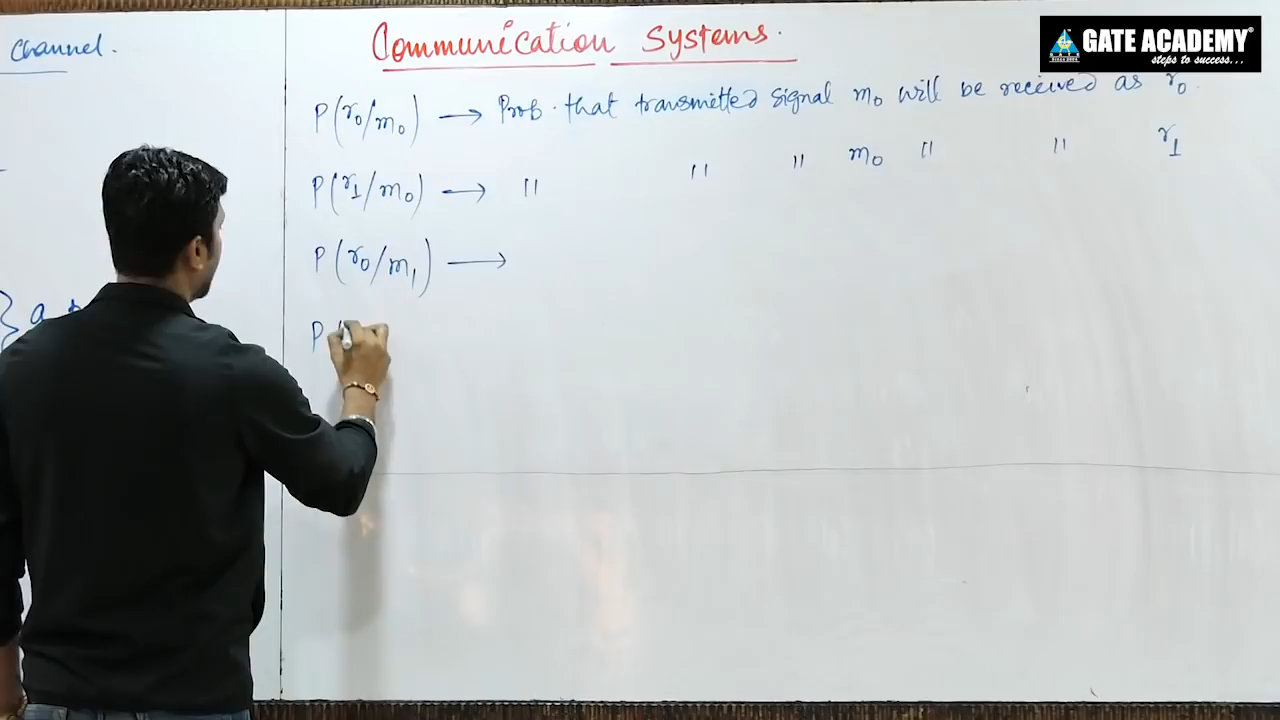 channel.
Communication Systems.
GATE ACADEMY®
steps to success...
P(r0/m0) → Prob. that transmitted signal m0 will be received as r0.
P(r1/m0) → " " " m0 " " r1
P(r0/m1) →
P(
} a